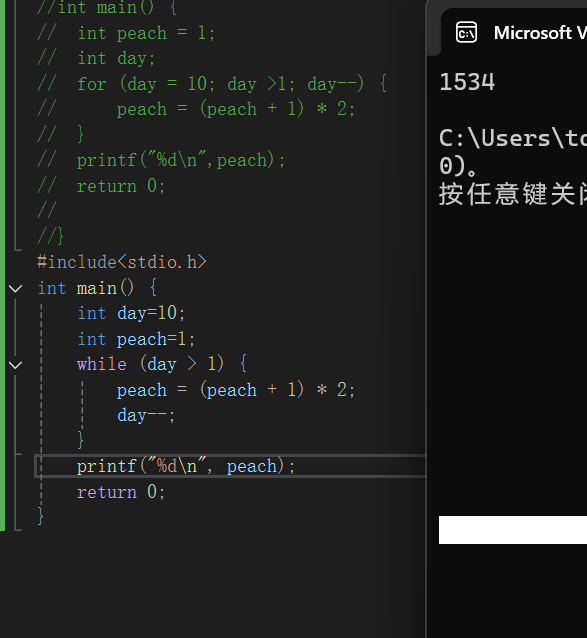 //int main() {
//  int peach = 1;
//  int day;
//  for (day = 10; day >1; day--) {
//      peach = (peach + 1) * 2;
//  }
//  printf("%d\n",peach);
//  return 0;
//
//}
#include<stdio.h>
int main() {
    int day=10;
    int peach=1;
    while (day > 1) {
        peach = (peach + 1) * 2;
        day--;
    }
    printf("%d\n", peach);
    return 0;
}
Microsoft V
1534
C:\Users\to
0)。
按任意键关